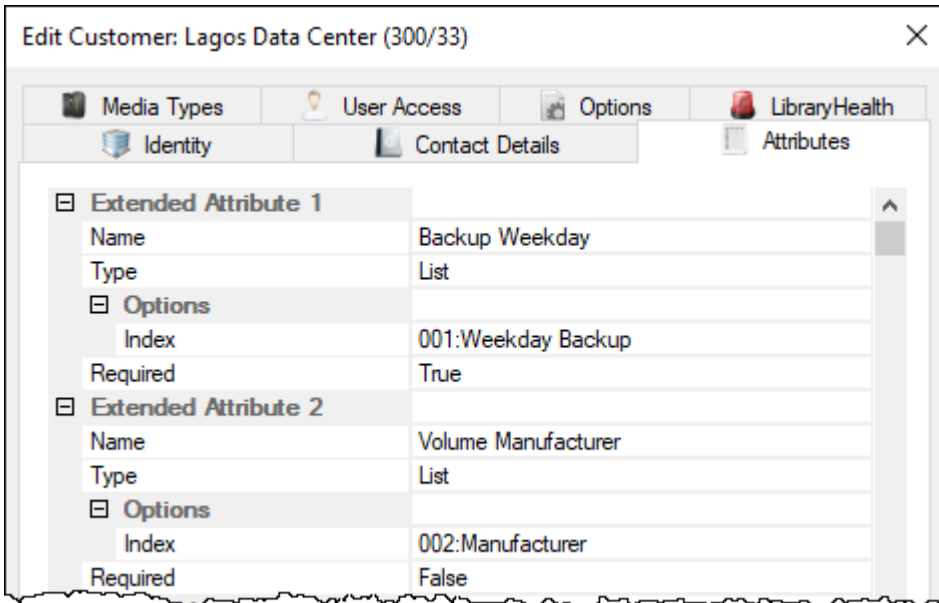 Edit Customer: Lagos Data Center (300/33)
Media Types User Access Options LibraryHealth
Identity Contact Details Attributes
Extended Attribute 1
Name Backup Weekday
Type List
Options
Index 001:Weekday Backup
Required True
Extended Attribute 2
Name Volume Manufacturer
Type List
Options
Index 002:Manufacturer
Required False